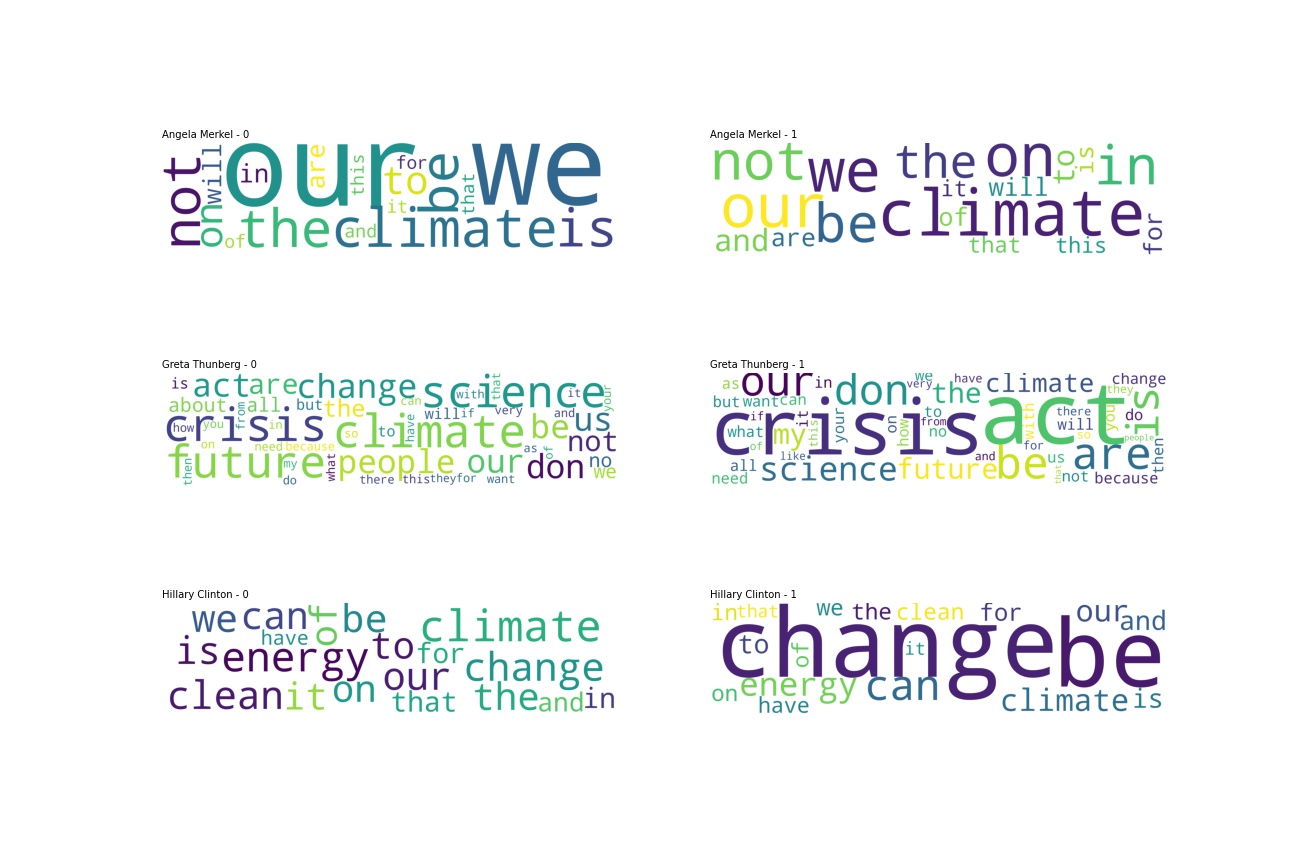 Angela Merkel - 0
not will in our are this for to it be that we
on of the and climate is
Angela Merkel - 1
not we the on to is in
our be climate it will of for
and are that this
Greta Thunberg - 0
is act are change science with that it your
about all from but the can will if very and us
crisis you in so to have climate be not
on need because as of no
future then my do what people our don we
there this they for want
Greta Thunberg - 1
as our in don we very the have climate change they
but want can if it your on how to from no there will with so you do is
what my this crisis act people
of like and for us are then
all science future be that not because
need
Hillary Clinton - 0
we can of be climate
have
is energy to for change
clean it on our that the and in
Hillary Clinton - 1
in that we the clean for our and
to of change it be
on energy can climate is
have